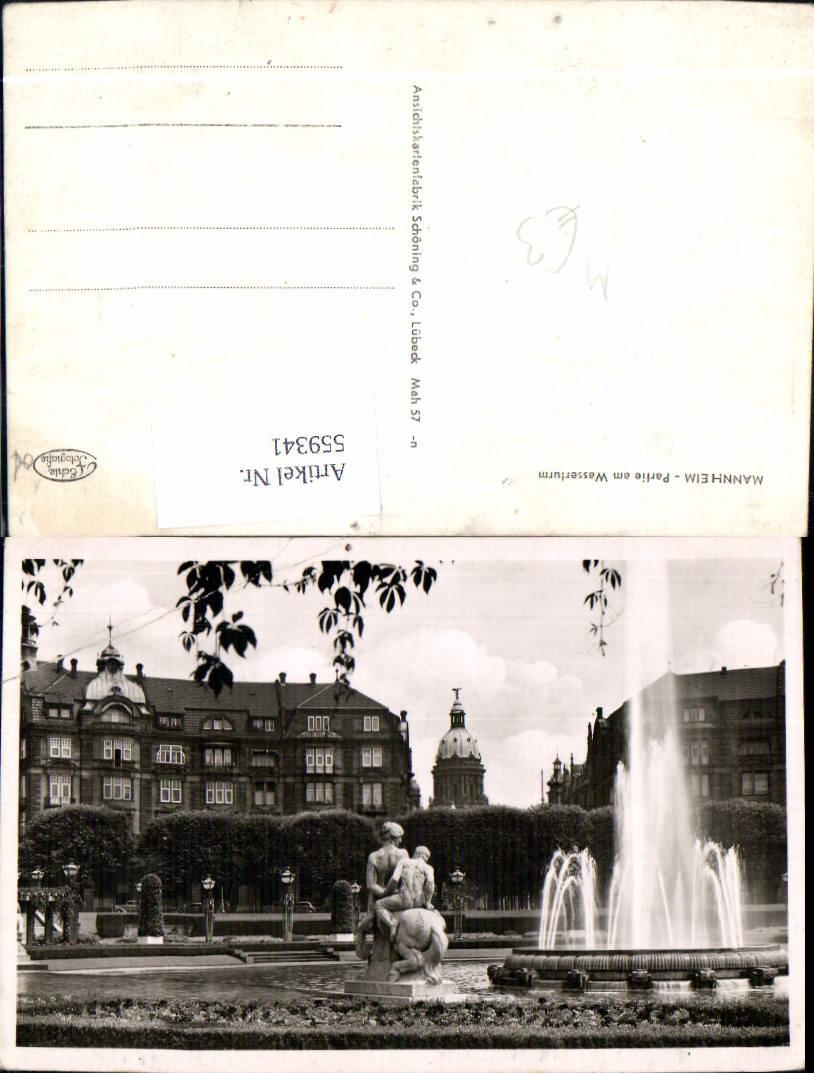 MANNHEIM - Partie am Wasserturm
Ansichtskartenfabrik Schöning & Co., Lübeck Mah 57 -n
Artikel Nr.
559341
Echte
Fotografie
M